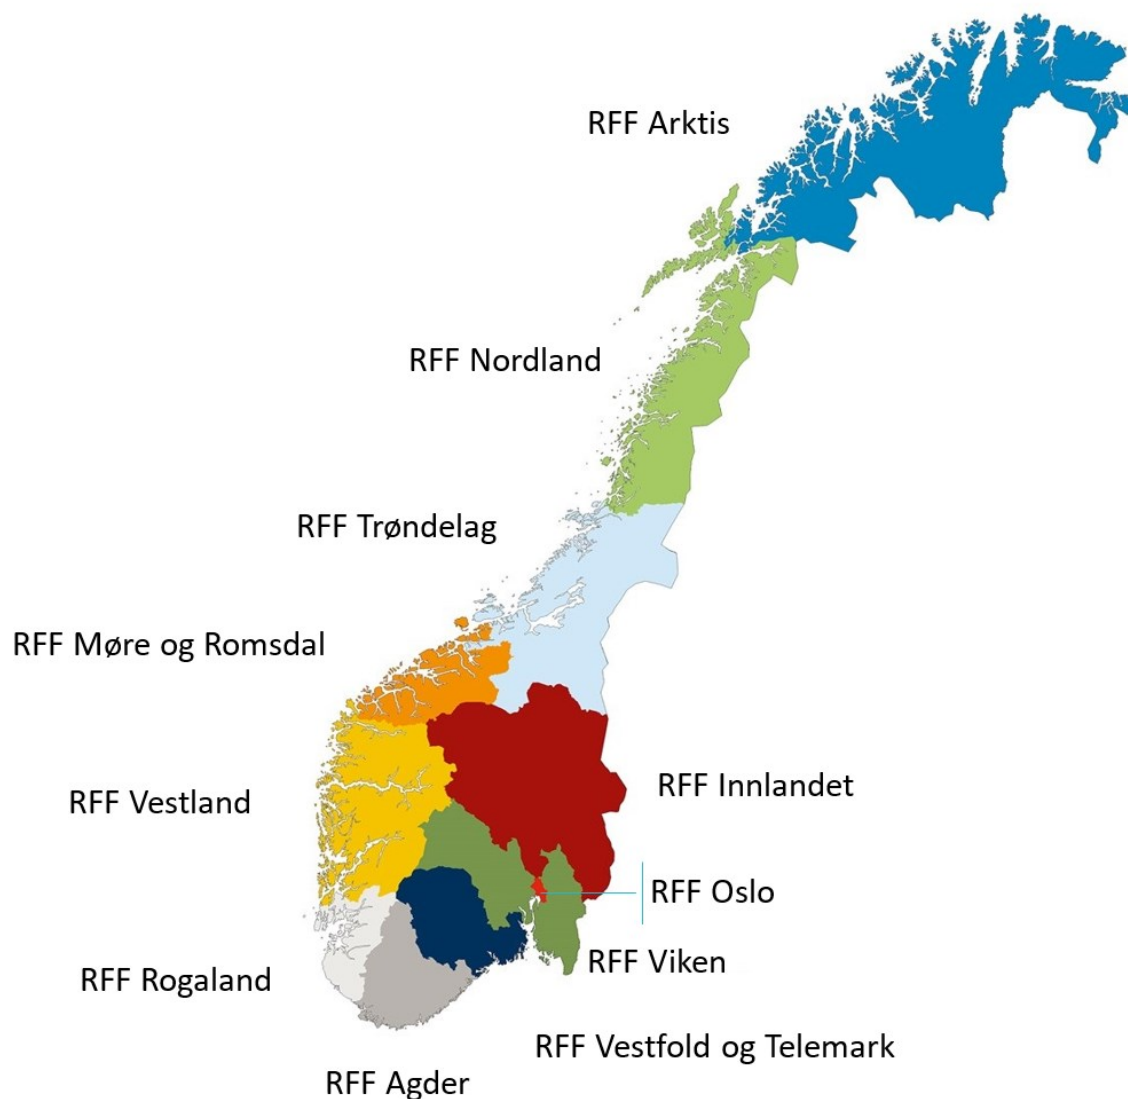 RFF Arktis
RFF Nordland
RFF Trøndelag
RFF Møre og Romsdal
RFF Vestland
RFF Innlandet
RFF Oslo
RFF Viken
RFF Rogaland
RFF Vestfold og Telemark
RFF Agder